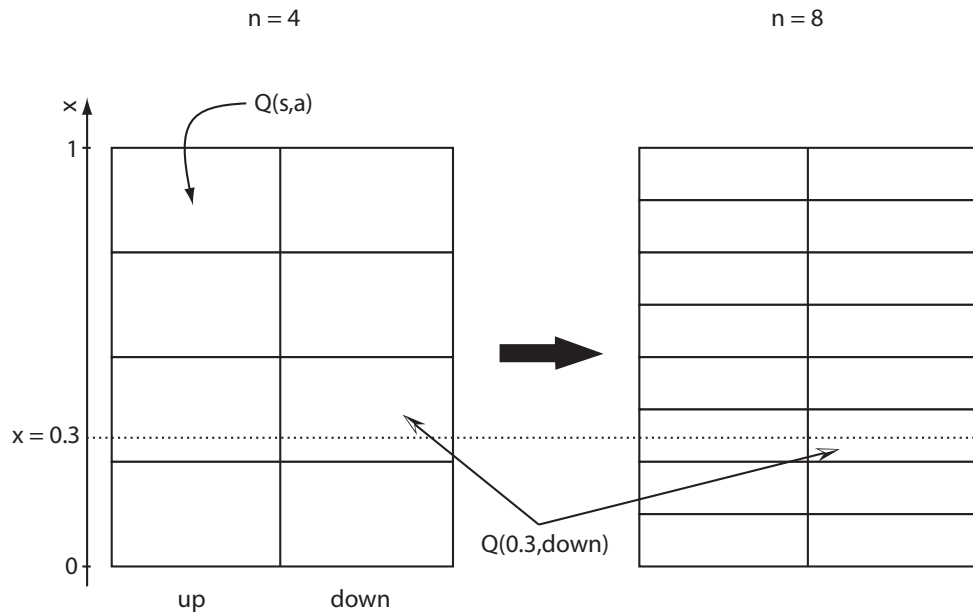 n = 4
n = 8
x
Q(s,a)
1
x = 0.3
Q(0.3,down)
0
up
down